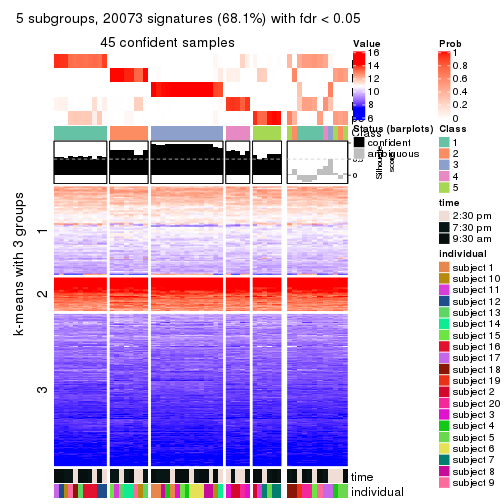 5 subgroups, 20073 signatures (68.1%) with fdr < 0.05
45 confident samples
Value
16
14
12
10
8
6
Prob
1
0.8
0.6
0.4
0.2
0
Class
Status (barplots)
confident
ambiguous
Silhouette
score
0
Class
1
2
3
4
5
time
2:30 pm
7:30 pm
9:30 am
Individual
subject 1
subject 10
subject 11
subject 12
subject 13
subject 14
subject 15
subject 16
subject 17
subject 18
subject 19
subject 2
subject 20
subject 3
subject 4
subject 5
subject 6
subject 7
subject 8
subject 9
k-means with 3 groups
1
2
3
time
individual